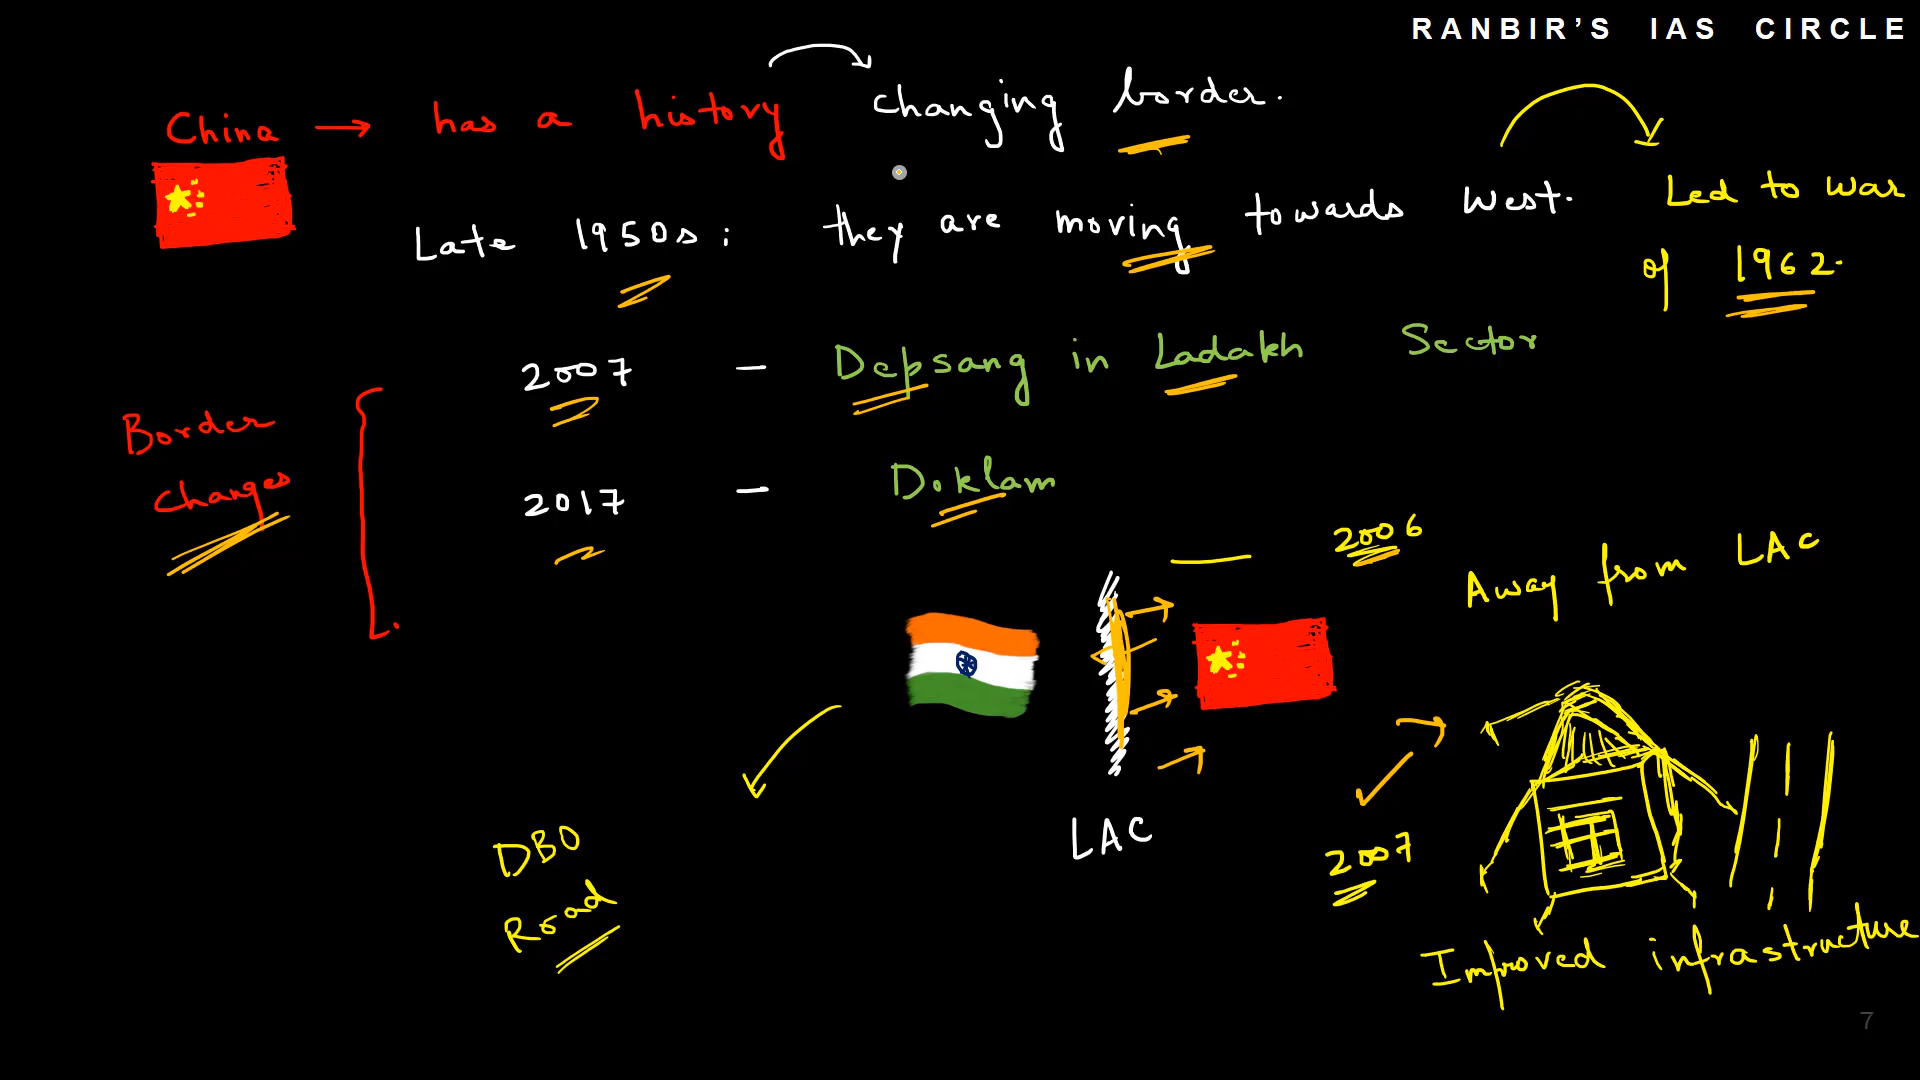 RANBIR'S IAS CIRCLE
China → has a history changing border.
Late 1950s: they are moving towards West. Led to war
of 1962.
2007 - Depsang in Ladakh Sector
Border
Changes
2017 - Doklam
2006
Away from LAC
LAC
2007
DBO
Road
Improved infrastructure
7